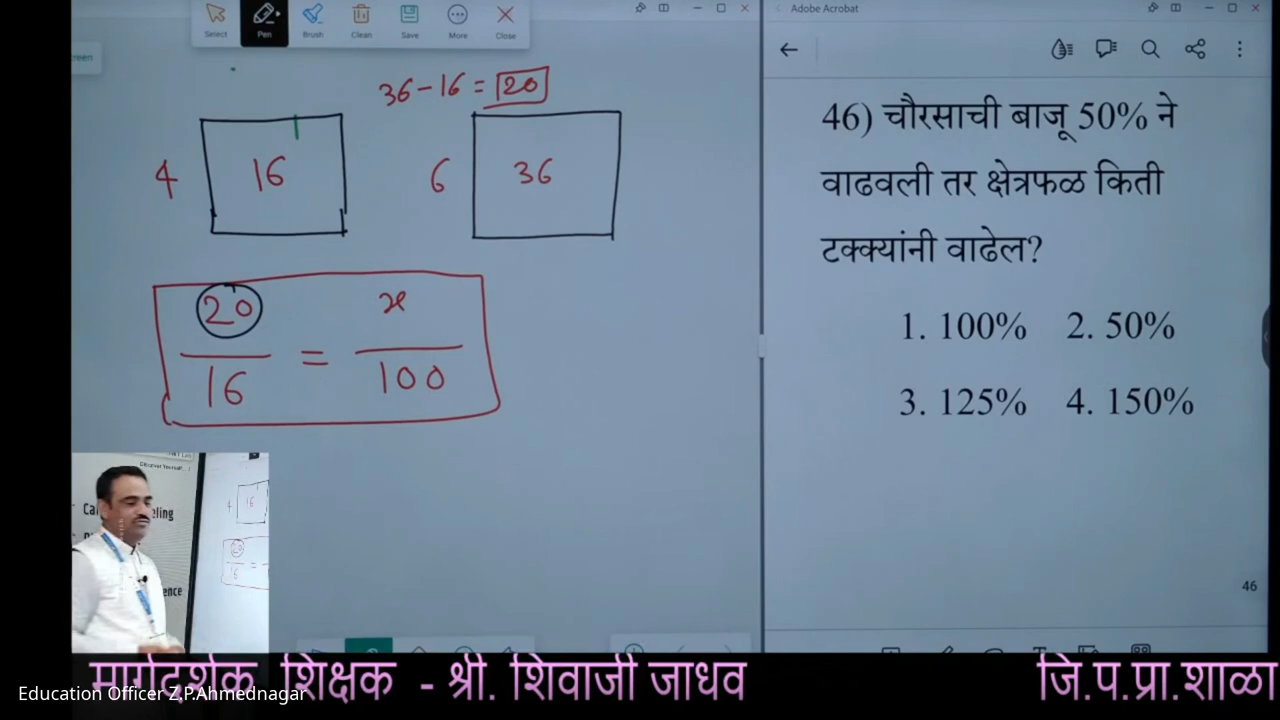 Select Pen Brush Clean Save More Close
Adobe Acrobat
reen
36-16=20
4 16 6 36
20/16 = x/100
46) चौरसाची बाजू 50% ने
वाढवली तर क्षेत्रफळ किती
टक्क्यांनी वाढेल?
1. 100% 2. 50%
3. 125% 4. 150%
46
मार्गदर्शक शिक्षक - श्री. शिवाजी जाधव जि.प.प्रा.शाळा
Education Officer Z,P.Ahmednagar